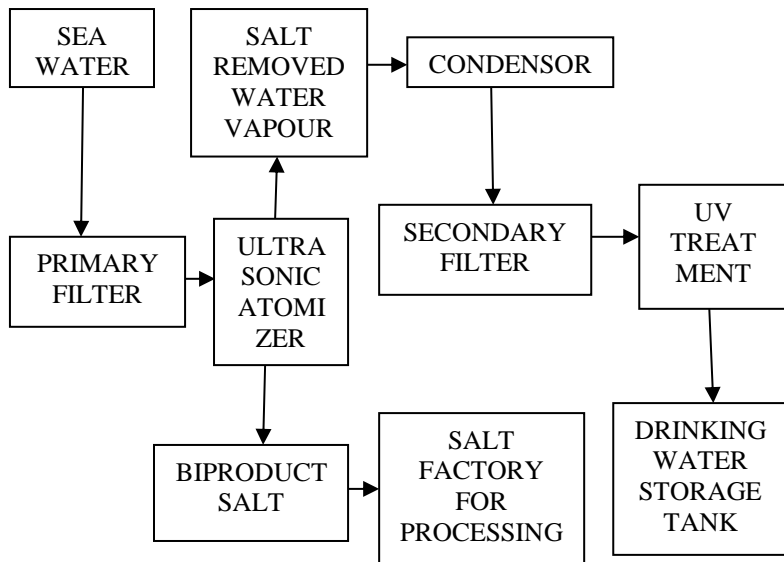 SEA
WATER
SALT
REMOVED
WATER
VAPOUR
CONDENSOR
PRIMARY
FILTER
ULTRA
SONIC
ATOMI
ZER
SECONDARY
FILTER
UV
TREAT
MENT
BIPRODUCT
SALT
SALT
FACTORY
FOR
PROCESSING
DRINKING
WATER
STORAGE
TANK